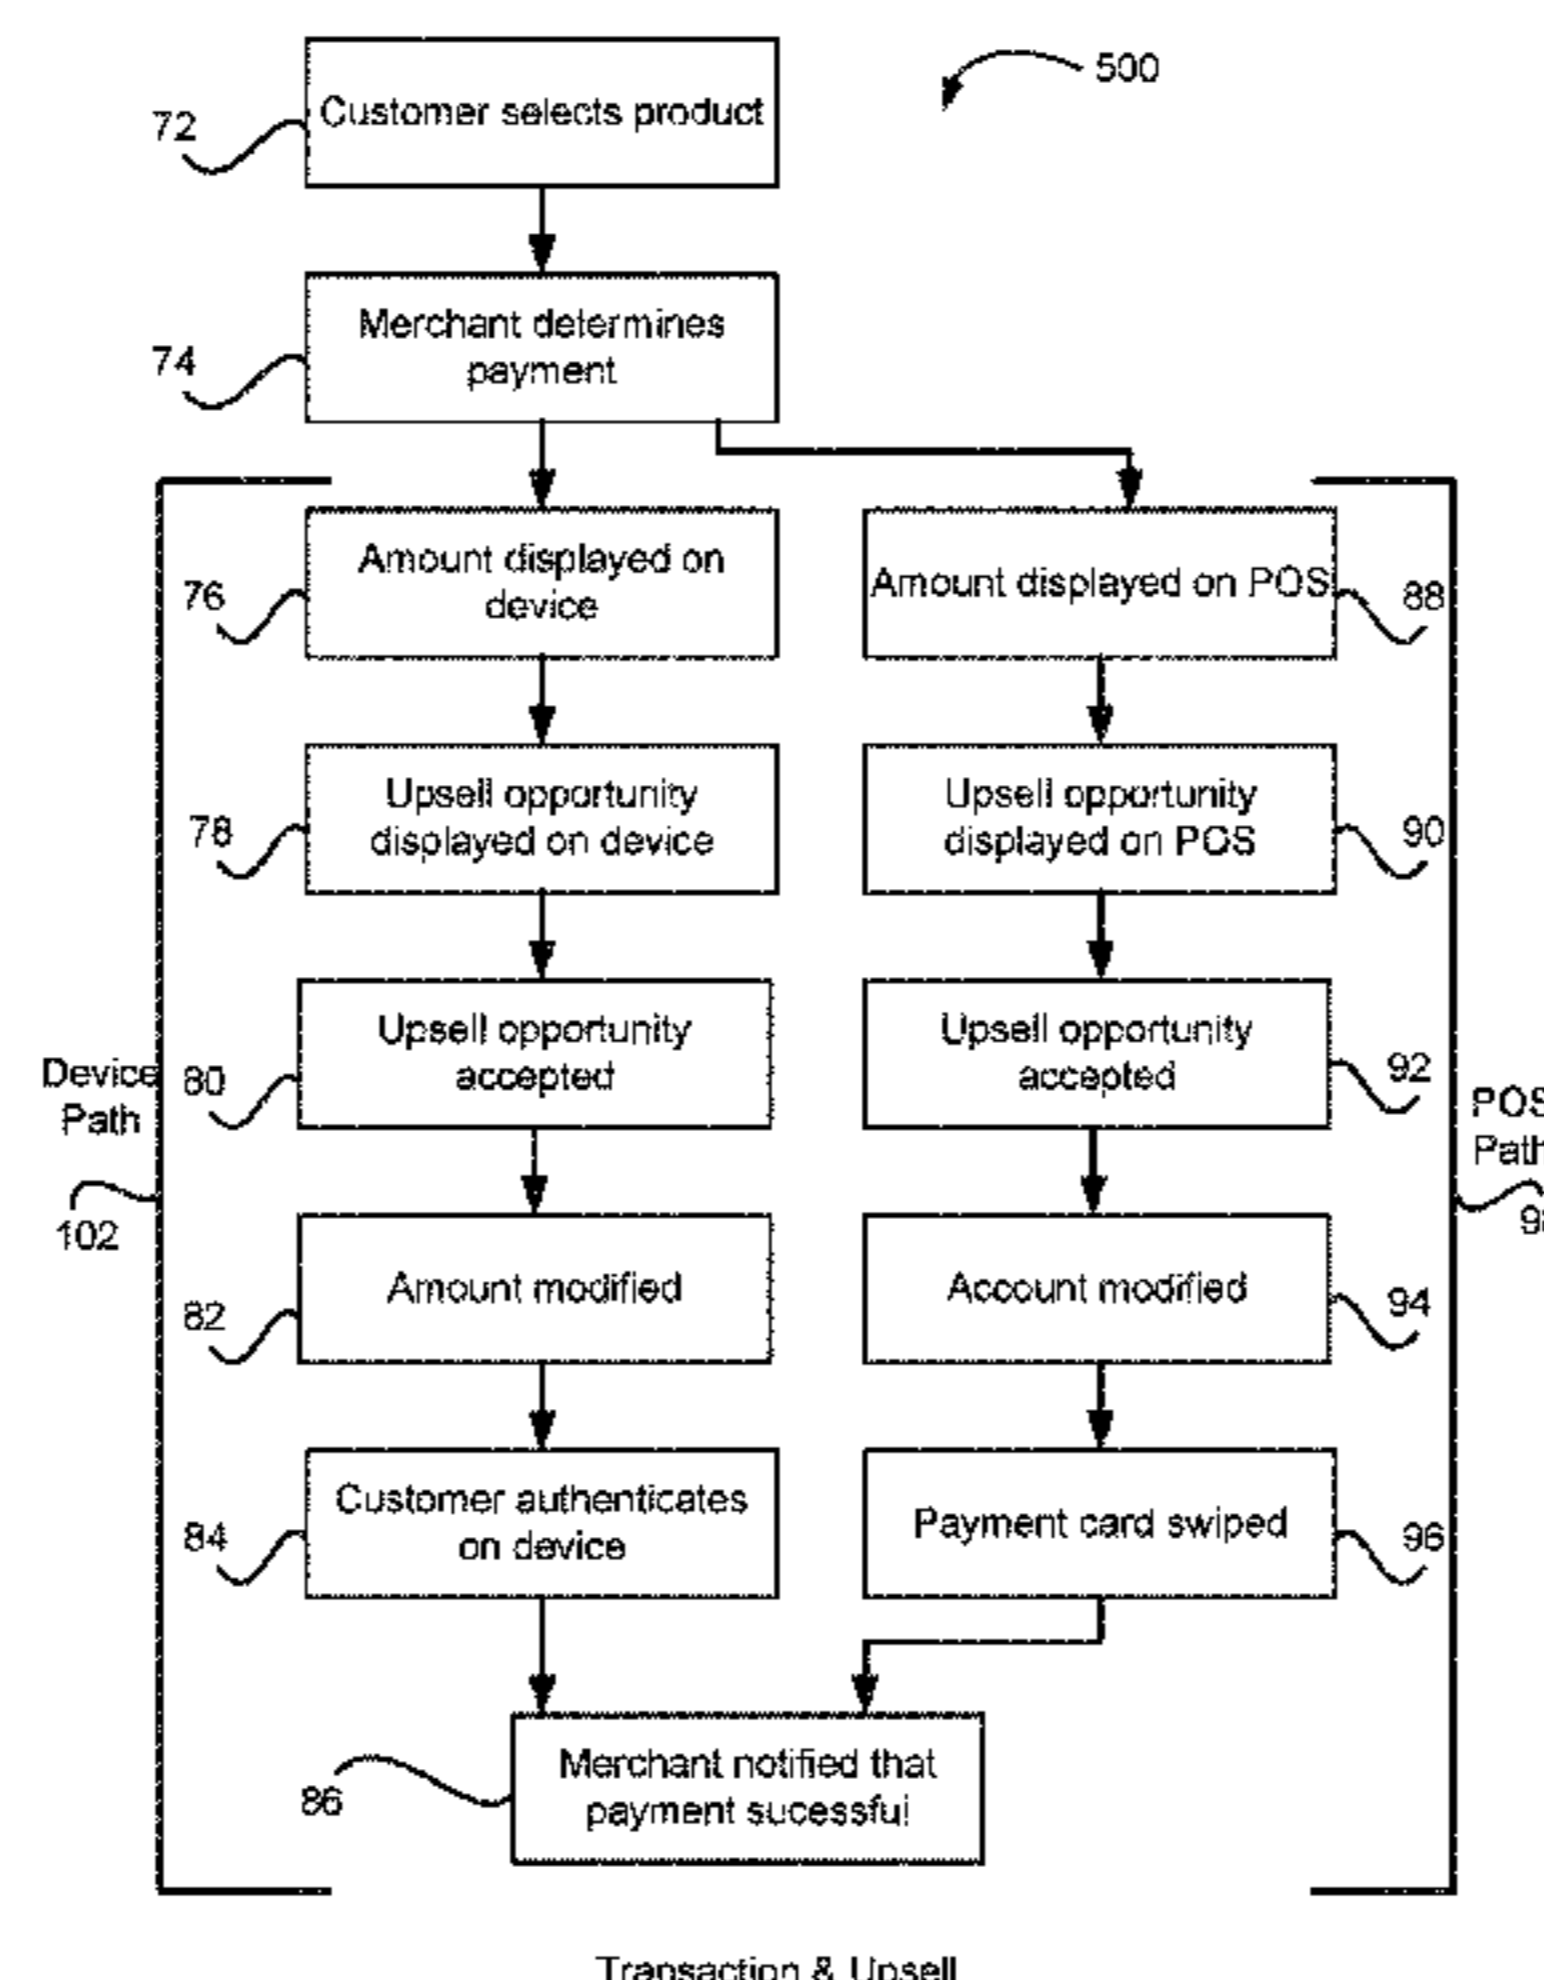 500
72
Customer selects product
74
Merchant determines
payment
76
Amount displayed on
device
Amount displayed on POS
88
78
Upsell opportunity
displayed on device
Upsell opportunity
displayed on POS
90
Device
Path
102
80
Upsell opportunity
accepted
Upsell opportunity
accepted
92
POS
Path
82
Amount modified
Account modified
94
84
Customer authenticates
on device
Payment card swiped
96
86
Merchant notified that
payment sucessful
Transaction & Upsell